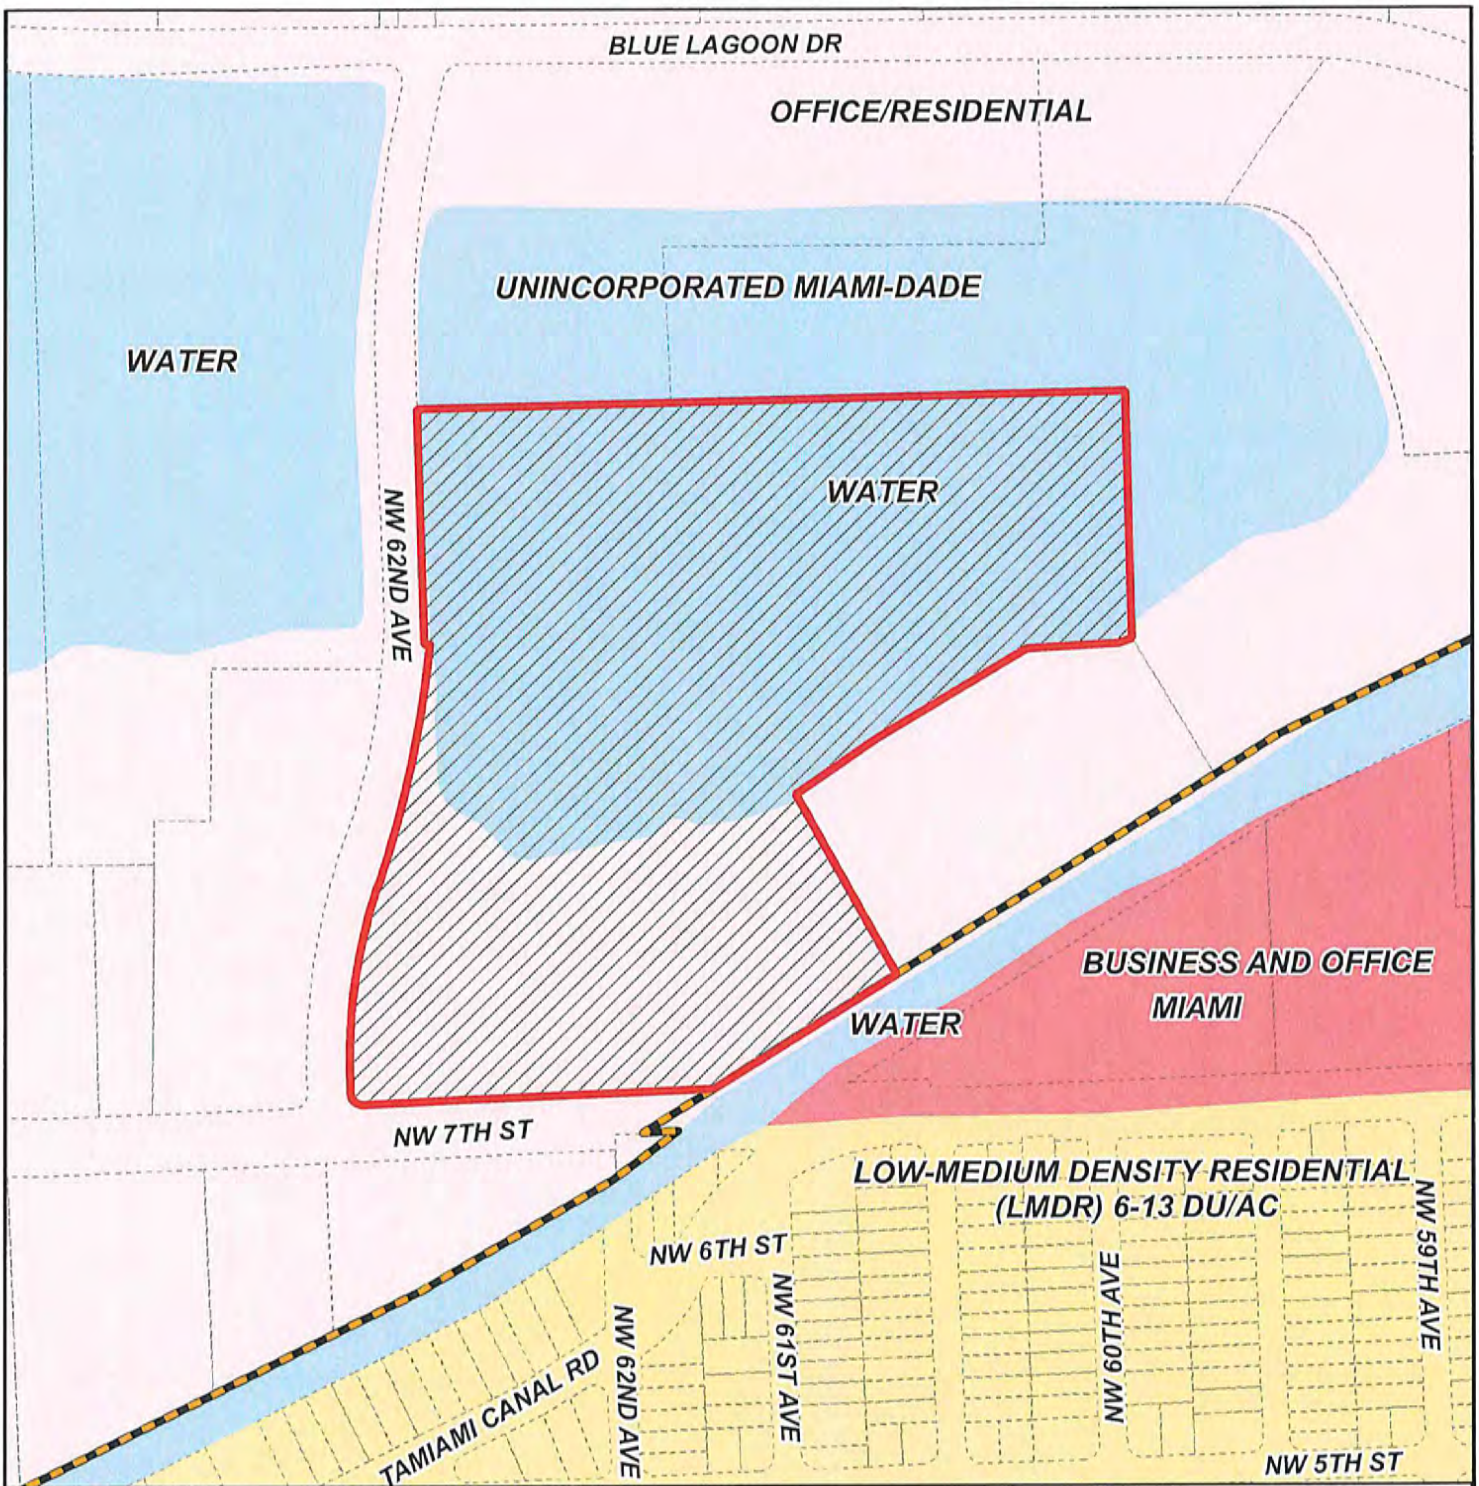 BLUE LAGOON DR
OFFICE/RESIDENTIAL
UNINCORPORATED MIAMI-DADE
WATER
WATER
NW 62ND AVE
BUSINESS AND OFFICE
MIAMI
WATER
NW 7TH ST
LOW-MEDIUM DENSITY RESIDENTIAL
(LMDR) 6-13 DU/AC
NW 6TH ST
NW 59TH AVE
NW 60TH AVE
NW 61ST AVE
NW 62ND AVE
TAMIAMI CANAL RD
NW 5TH ST